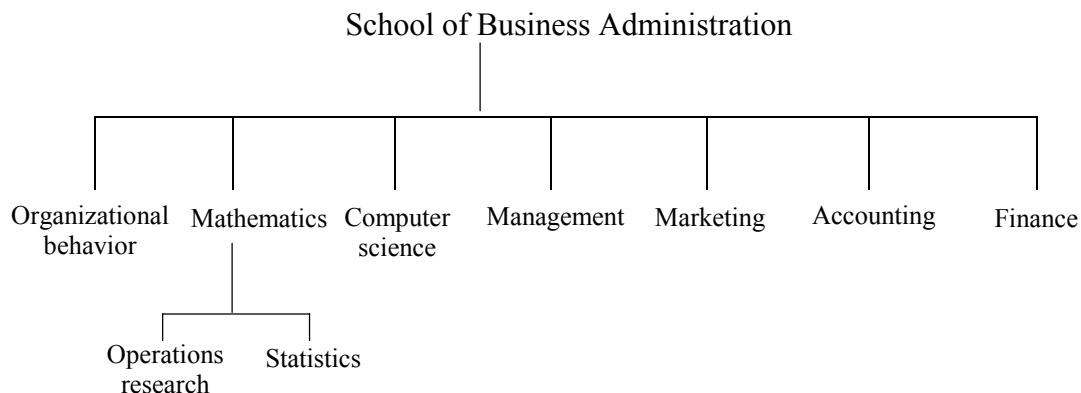 School of Business Administration
Organizational
behavior
Mathematics
Computer
science
Management
Marketing
Accounting
Finance
Operations
research
Statistics